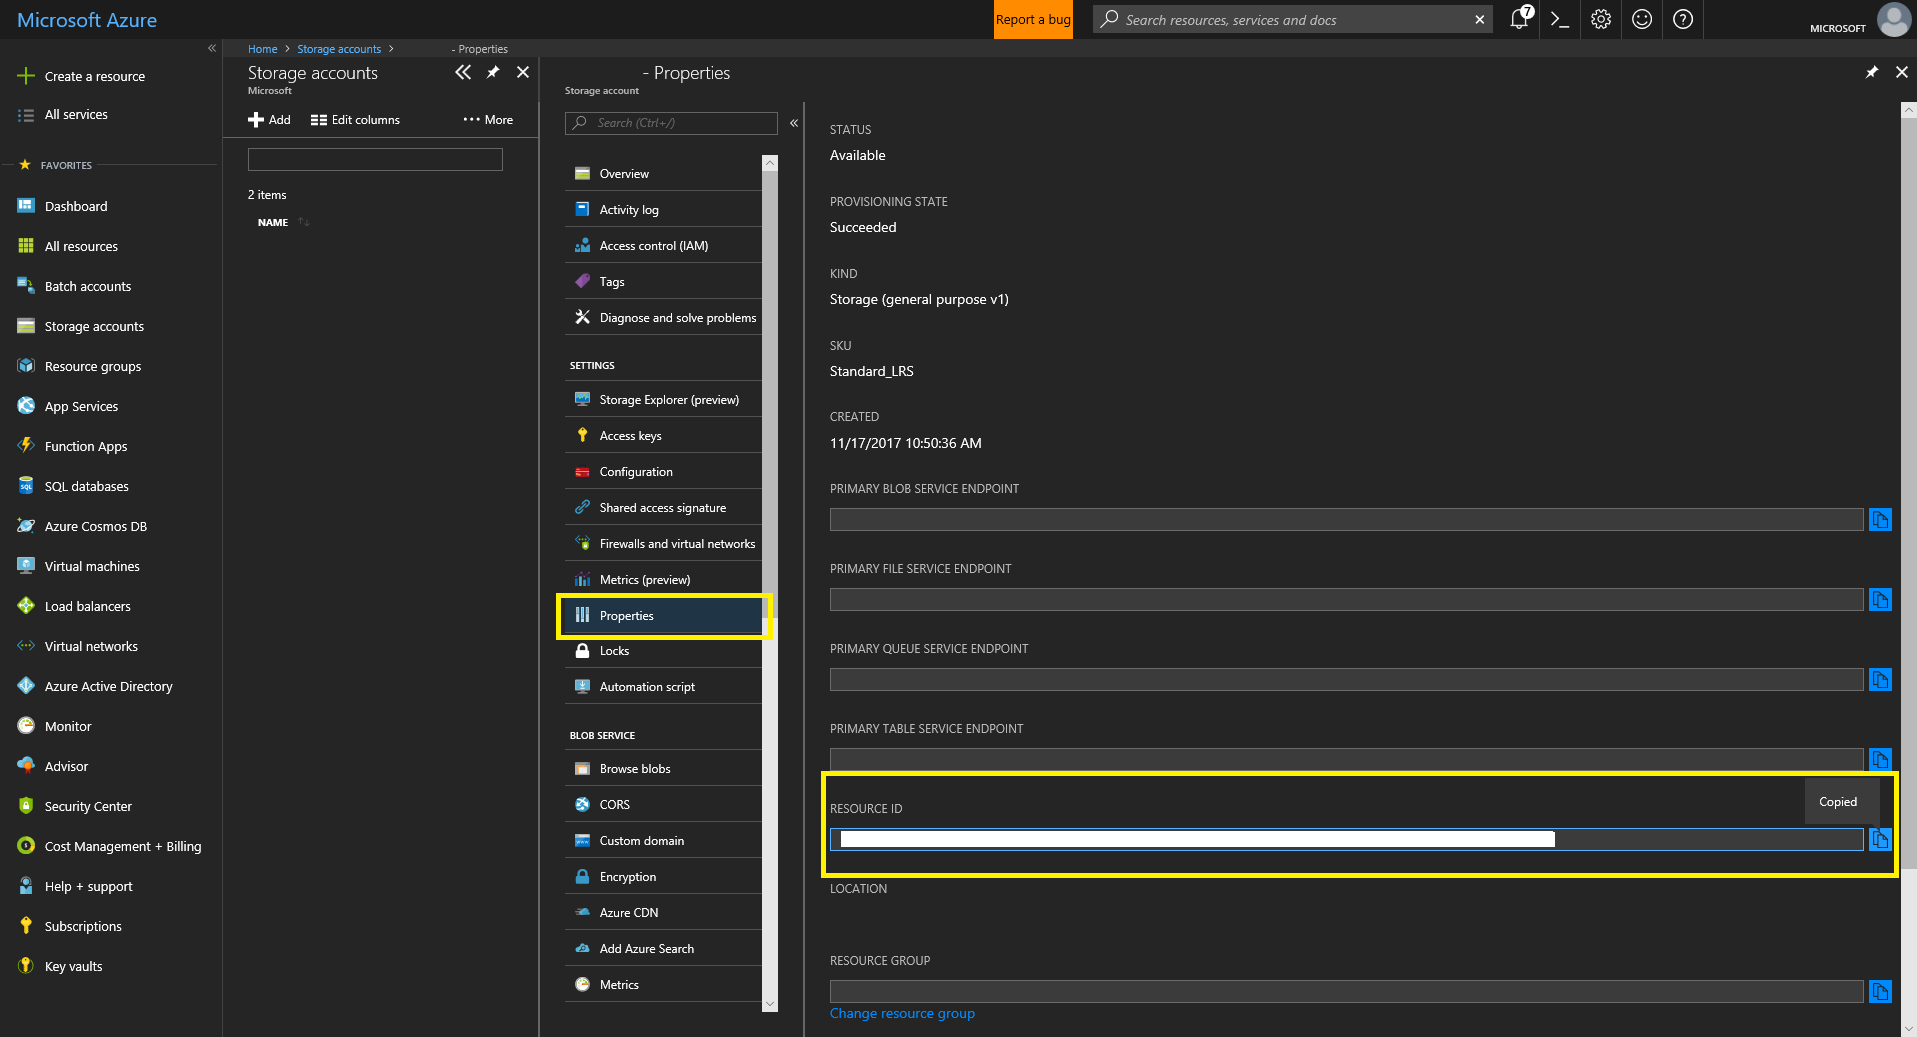 Microsoft Azure
Report a bug
Search resources, services and docs
7
MICROSOFT
Create a resource
All services
FAVORITES
Dashboard
All resources
Batch accounts
Storage accounts
Resource groups
App Services
Function Apps
SQL databases
Azure Cosmos DB
Virtual machines
Load balancers
Virtual networks
Azure Active Directory
Monitor
Advisor
Security Center
Cost Management + Billing
Help + support
Subscriptions
Key vaults
Home > Storage accounts > - Properties
Storage accounts
Microsoft
Add Edit columns ... More
2 items
NAME
- Properties
Storage account
Search (Ctrl+/)
Overview
Activity log
Access control (IAM)
Tags
Diagnose and solve problems
SETTINGS
Storage Explorer (preview)
Access keys
Configuration
Shared access signature
Firewalls and virtual networks
Metrics (preview)
Properties
Locks
Automation script
BLOB SERVICE
Browse blobs
CORS
Custom domain
Encryption
Azure CDN
Add Azure Search
Metrics
STATUS
Available
PROVISIONING STATE
Succeeded
KIND
Storage (general purpose v1)
SKU
Standard_LRS
CREATED
11/17/2017 10:50:36 AM
PRIMARY BLOB SERVICE ENDPOINT
PRIMARY FILE SERVICE ENDPOINT
PRIMARY QUEUE SERVICE ENDPOINT
PRIMARY TABLE SERVICE ENDPOINT
RESOURCE ID
Copied
LOCATION
RESOURCE GROUP
Change resource group